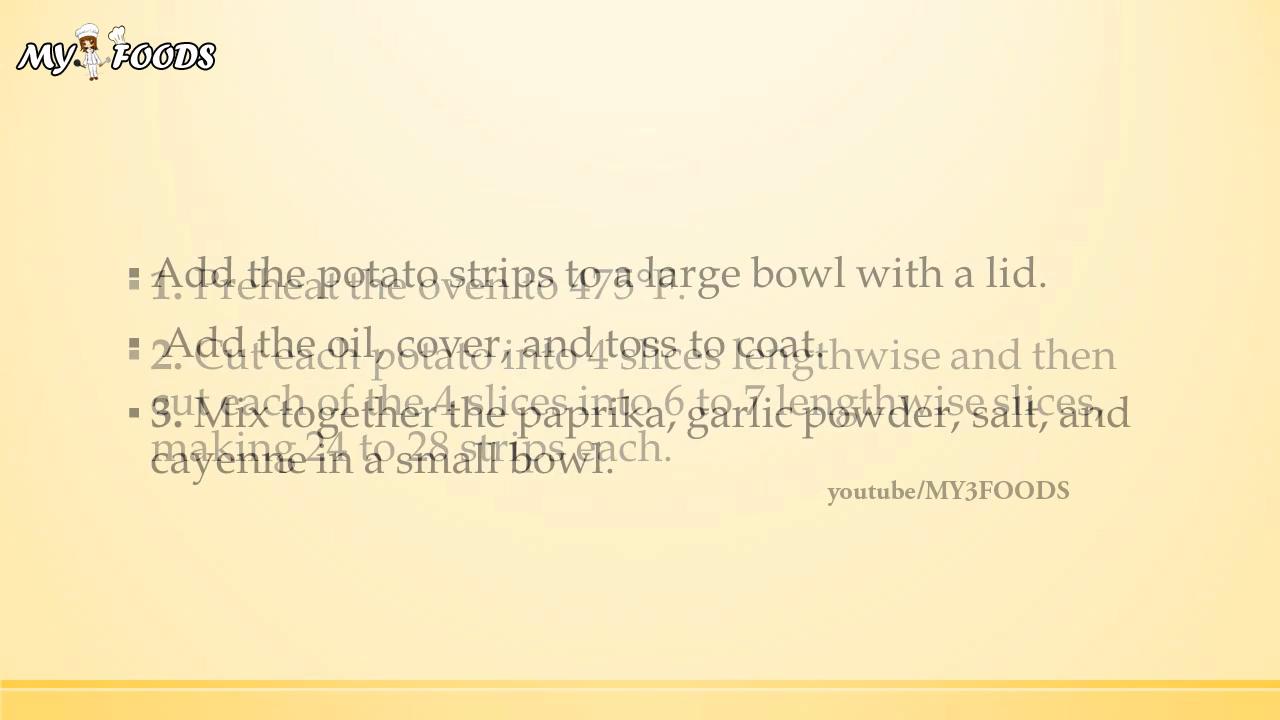 MY FOODS
1. Preheat the oven to 475°F.
2. Cut each potato into 4 slices lengthwise and then
cut each of the 4 slices into 6 to 7 lengthwise slices,
making 24 to 28 strips each.
Add the potato strips to a large bowl with a lid.
Add the oil, cover, and toss to coat.
3. Mix together the paprika, garlic powder, salt, and
cayenne in a small bowl.
youtube/MY3FOODS